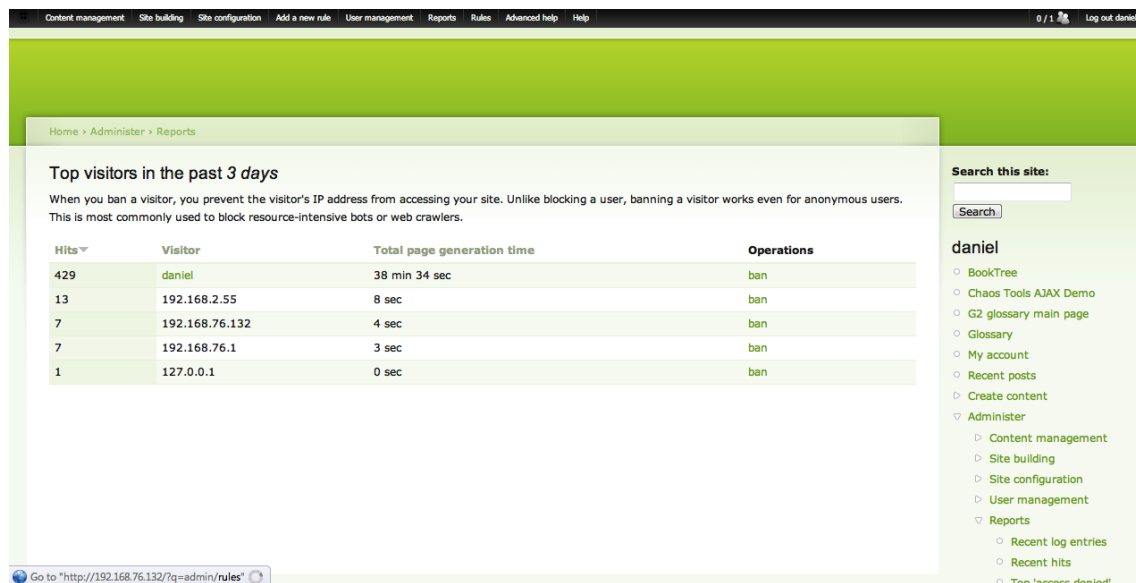 Content management Site building Site configuration Add a new rule User management Reports Rules Advanced help Help 0 / 1 Log out daniel
Home › Administer › Reports
Top visitors in the past 3 days
When you ban a visitor, you prevent the visitor's IP address from accessing your site. Unlike blocking a user, banning a visitor works even for anonymous users.
This is most commonly used to block resource-intensive bots or web crawlers.
Hits Visitor Total page generation time Operations
429 daniel 38 min 34 sec ban
13 192.168.2.55 8 sec ban
7 192.168.76.132 4 sec ban
7 192.168.76.1 3 sec ban
1 127.0.0.1 0 sec ban
Search this site:
Search
daniel
BookTree
Chaos Tools AJAX Demo
G2 glossary main page
Glossary
My account
Recent posts
Create content
Administer
Content management
Site building
Site configuration
User management
Reports
Recent log entries
Recent hits
Top 'access denied'
Go to "http://192.168.76.132/?q=admin/rules"